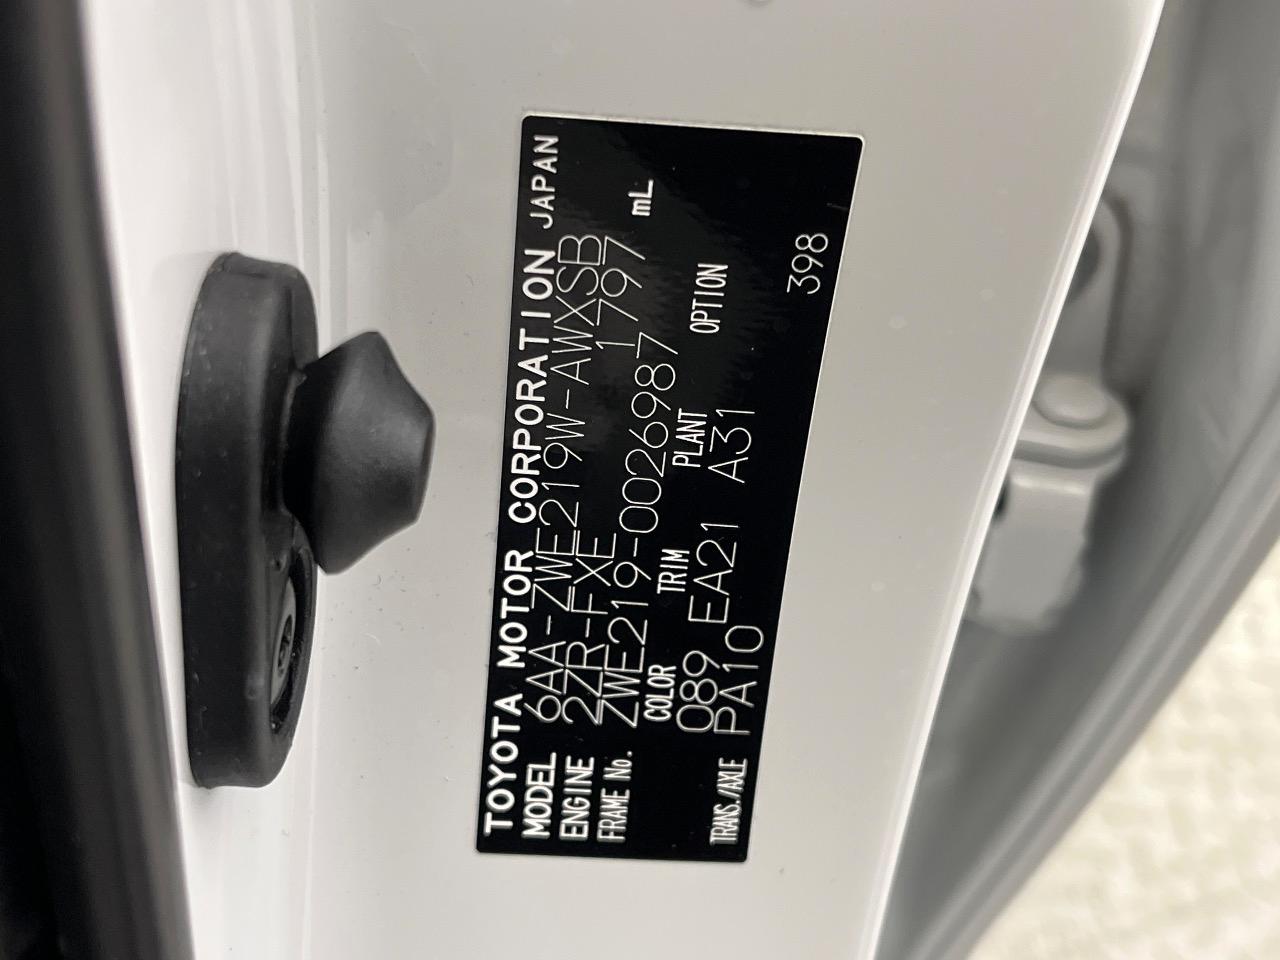 TOYOTA MOTOR CORPORATION JAPAN
MODEL 6AA-ZWE219W-AWXSB
ENGINE 2ZR-FXE 1797 mL
FRAME No. ZWE219-0026987
COLOR TRIM PLANT OPTION
089 EA21 A31
TRANS./AXLE PA10
398